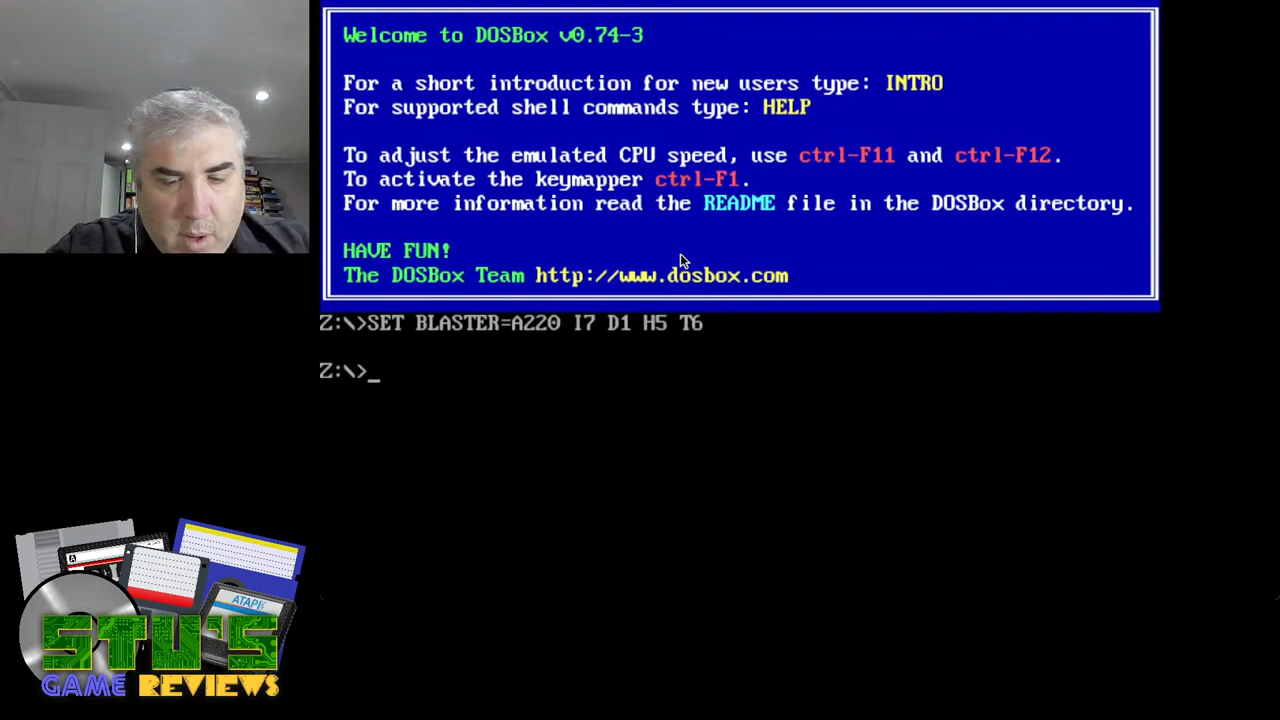 Welcome to DOSBox v0.74-3
For a short introduction for new users type: INTRO
For supported shell commands type: HELP
To adjust the emulated CPU speed, use ctrl-F11 and ctrl-F12.
To activate the keymapper ctrl-F1.
For more information read the README file in the DOSBox directory.
HAVE FUN!
The DOSBox Team http://www.dosbox.com
Z:\>SET BLASTER=A220 I7 D1 H5 T6
Z:\>_
A
ATAPI
STU'S
GAME REVIEWS